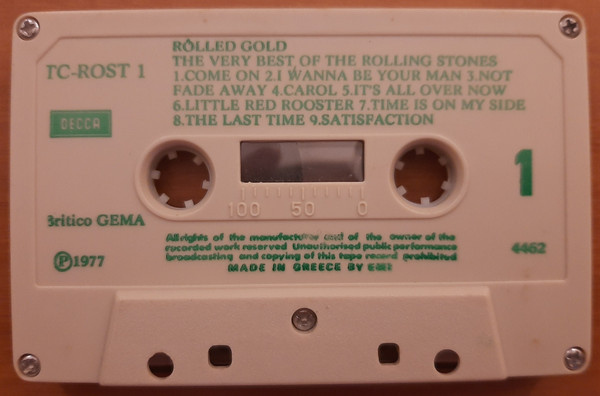 ROLLED GOLD
THE VERY BEST OF THE ROLLING STONES
1.COME ON 2.I WANNA BE YOUR MAN 3.NOT
FADE AWAY 4.CAROL 5.IT'S ALL OVER NOW
6.LITTLE RED ROOSTER 7.TIME IS ON MY SIDE
8.THE LAST TIME 9.SATISFACTION
TC-ROST 1
DECCA
1
100 50 0
Britico GEMA
Ⓟ1977
All rights of the manufacturer and of the owner of the
recorded work reserved Unauthorised public performance
broadcasting and copying of this tape record prohibited
MADE IN GREECE BY EMI
4462